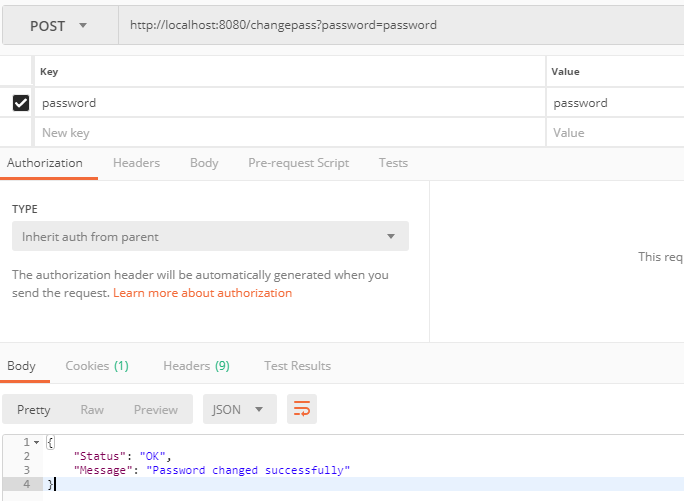 POST http://localhost:8080/changepass?password=password
Key Value
password password
New key Value
Authorization Headers Body Pre-request Script Tests
TYPE
Inherit auth from parent
This req
The authorization header will be automatically generated when you
send the request. Learn more about authorization
Body Cookies (1) Headers (9) Test Results
Pretty Raw Preview JSON
1 {
2 "Status": "OK",
3 "Message": "Password changed successfully"
4 }